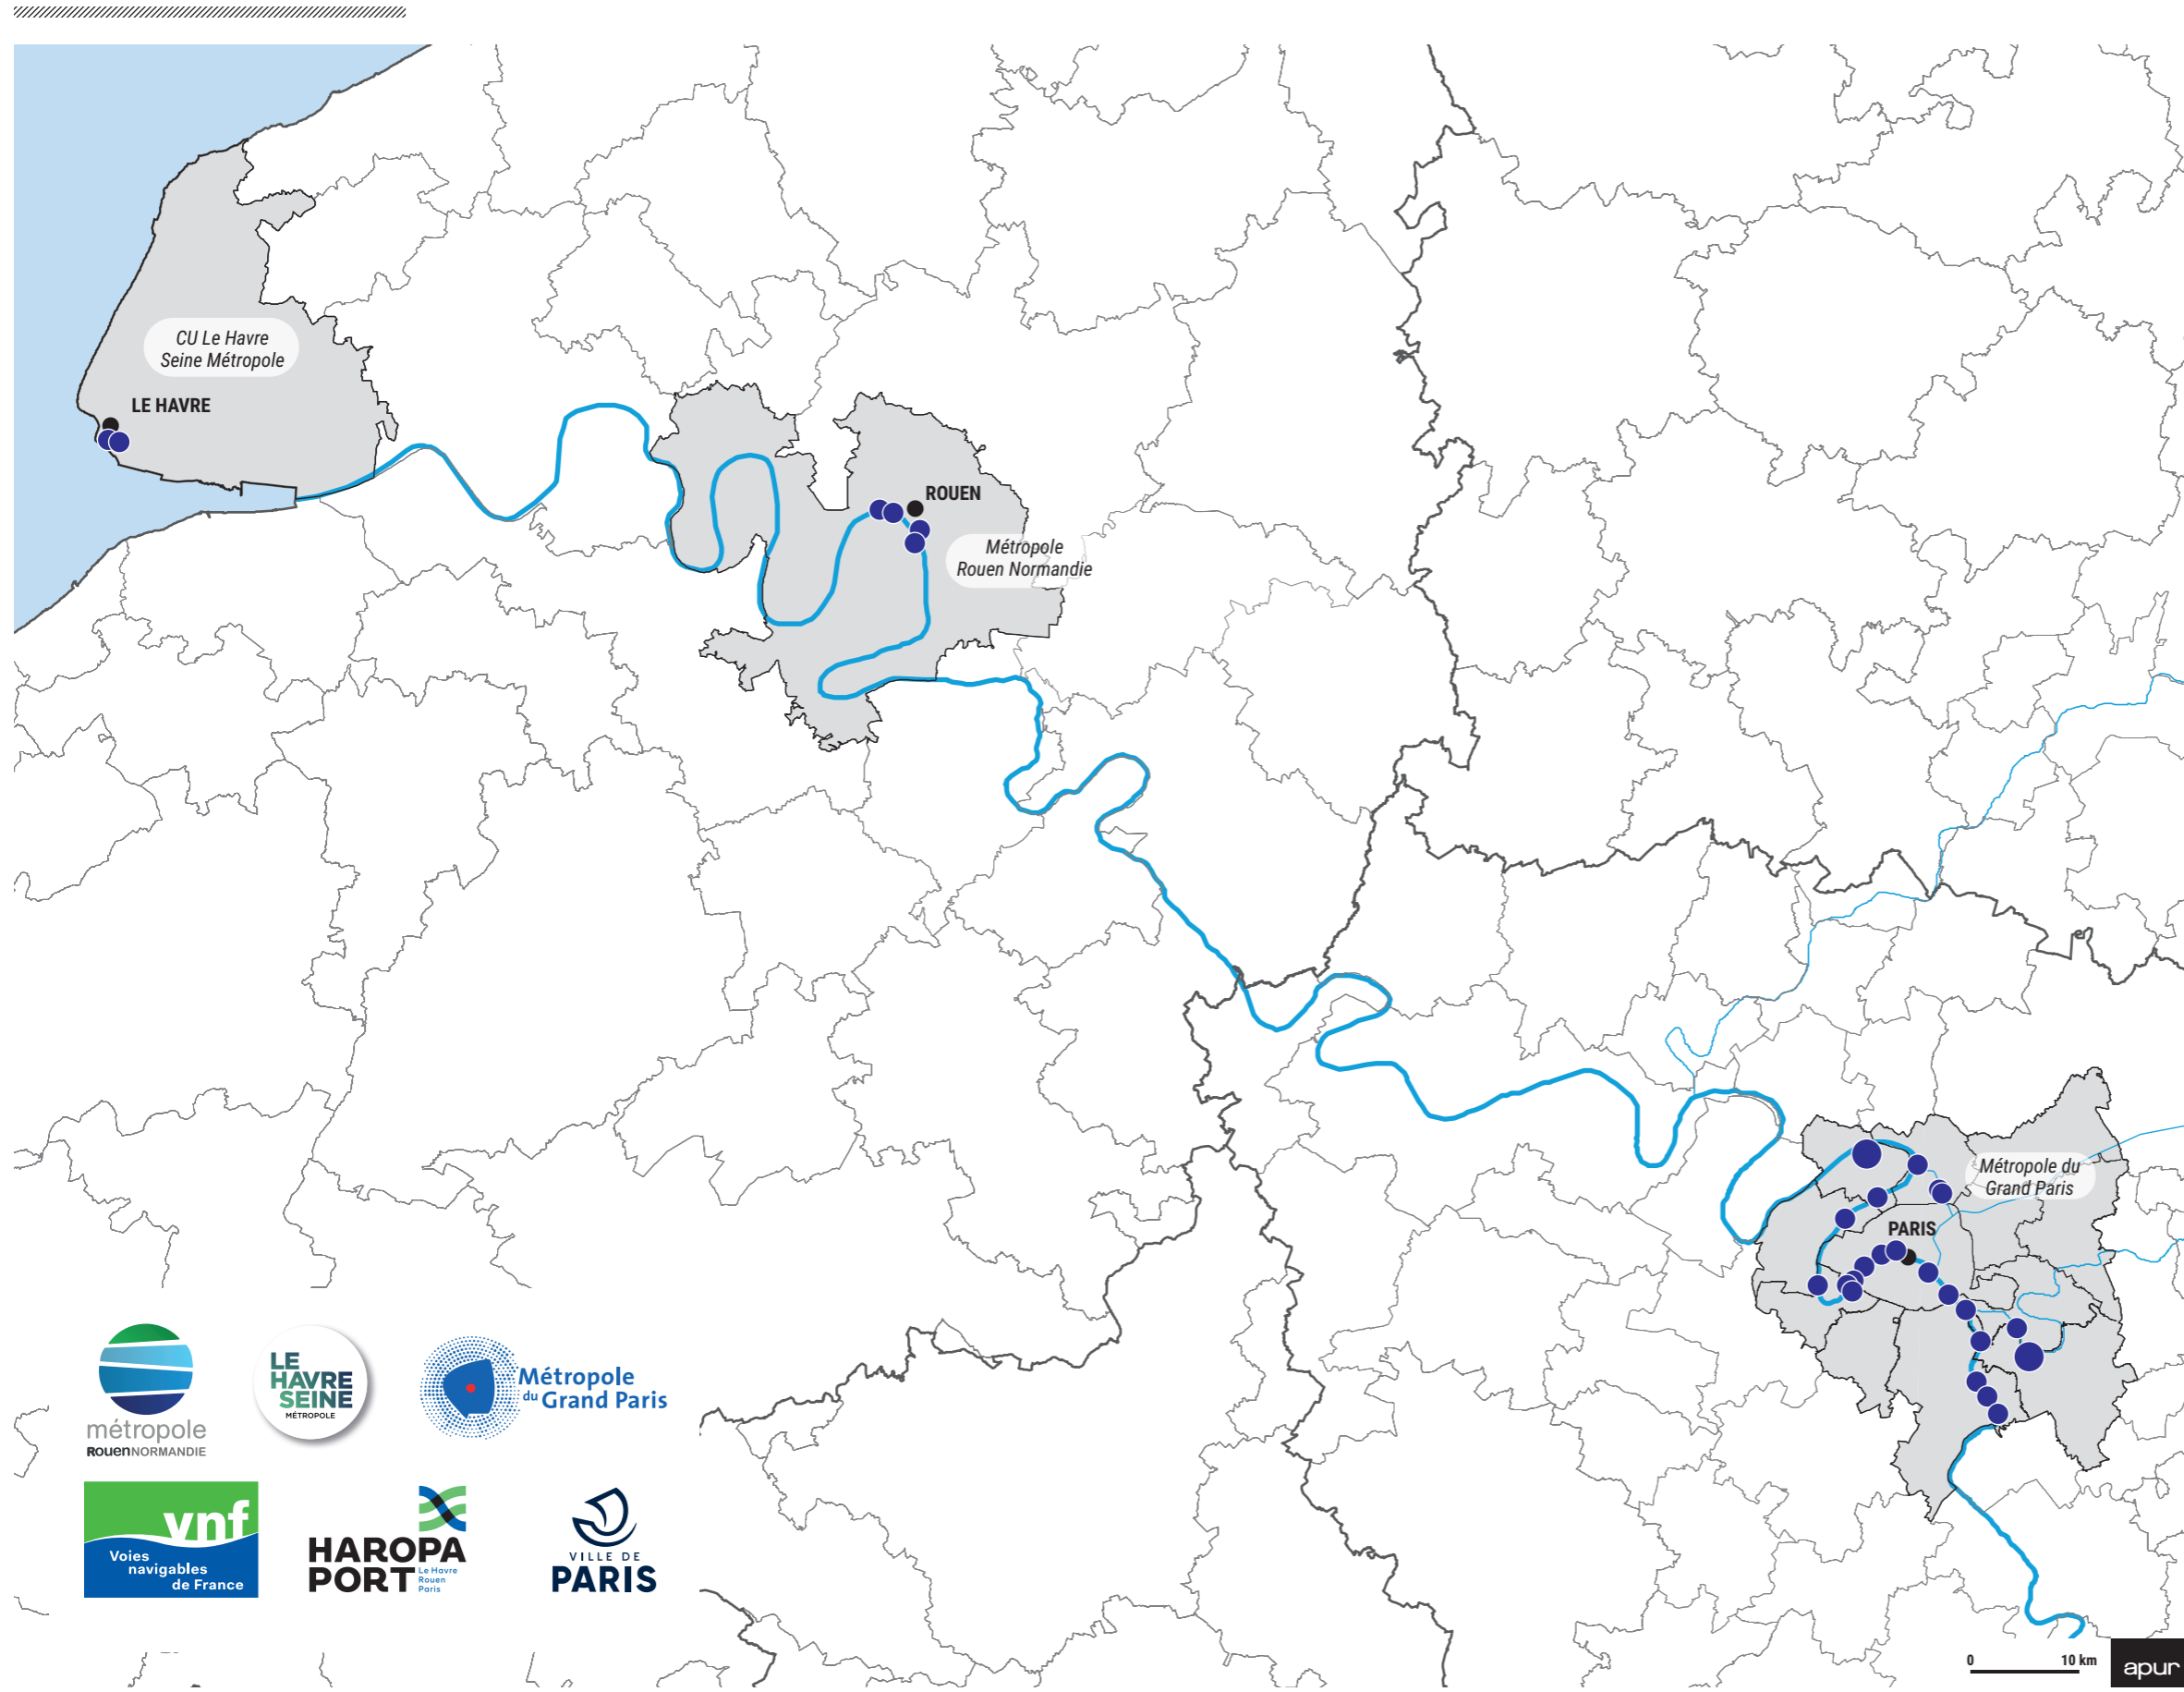 CU Le Havre
Seine Métropole
LE HAVRE
ROUEN
Métropole
Rouen Normandie
Métropole du
Grand Paris
PARIS
métropole
RouenNORMANDIE
LE
HAVRE
SEINE
MÉTROPOLE
Métropole
du Grand Paris
vnf
Voies
navigables
de France
HAROPA
PORT
Le Havre
Rouen
Paris
VILLE DE
PARIS
0 10 km
apur